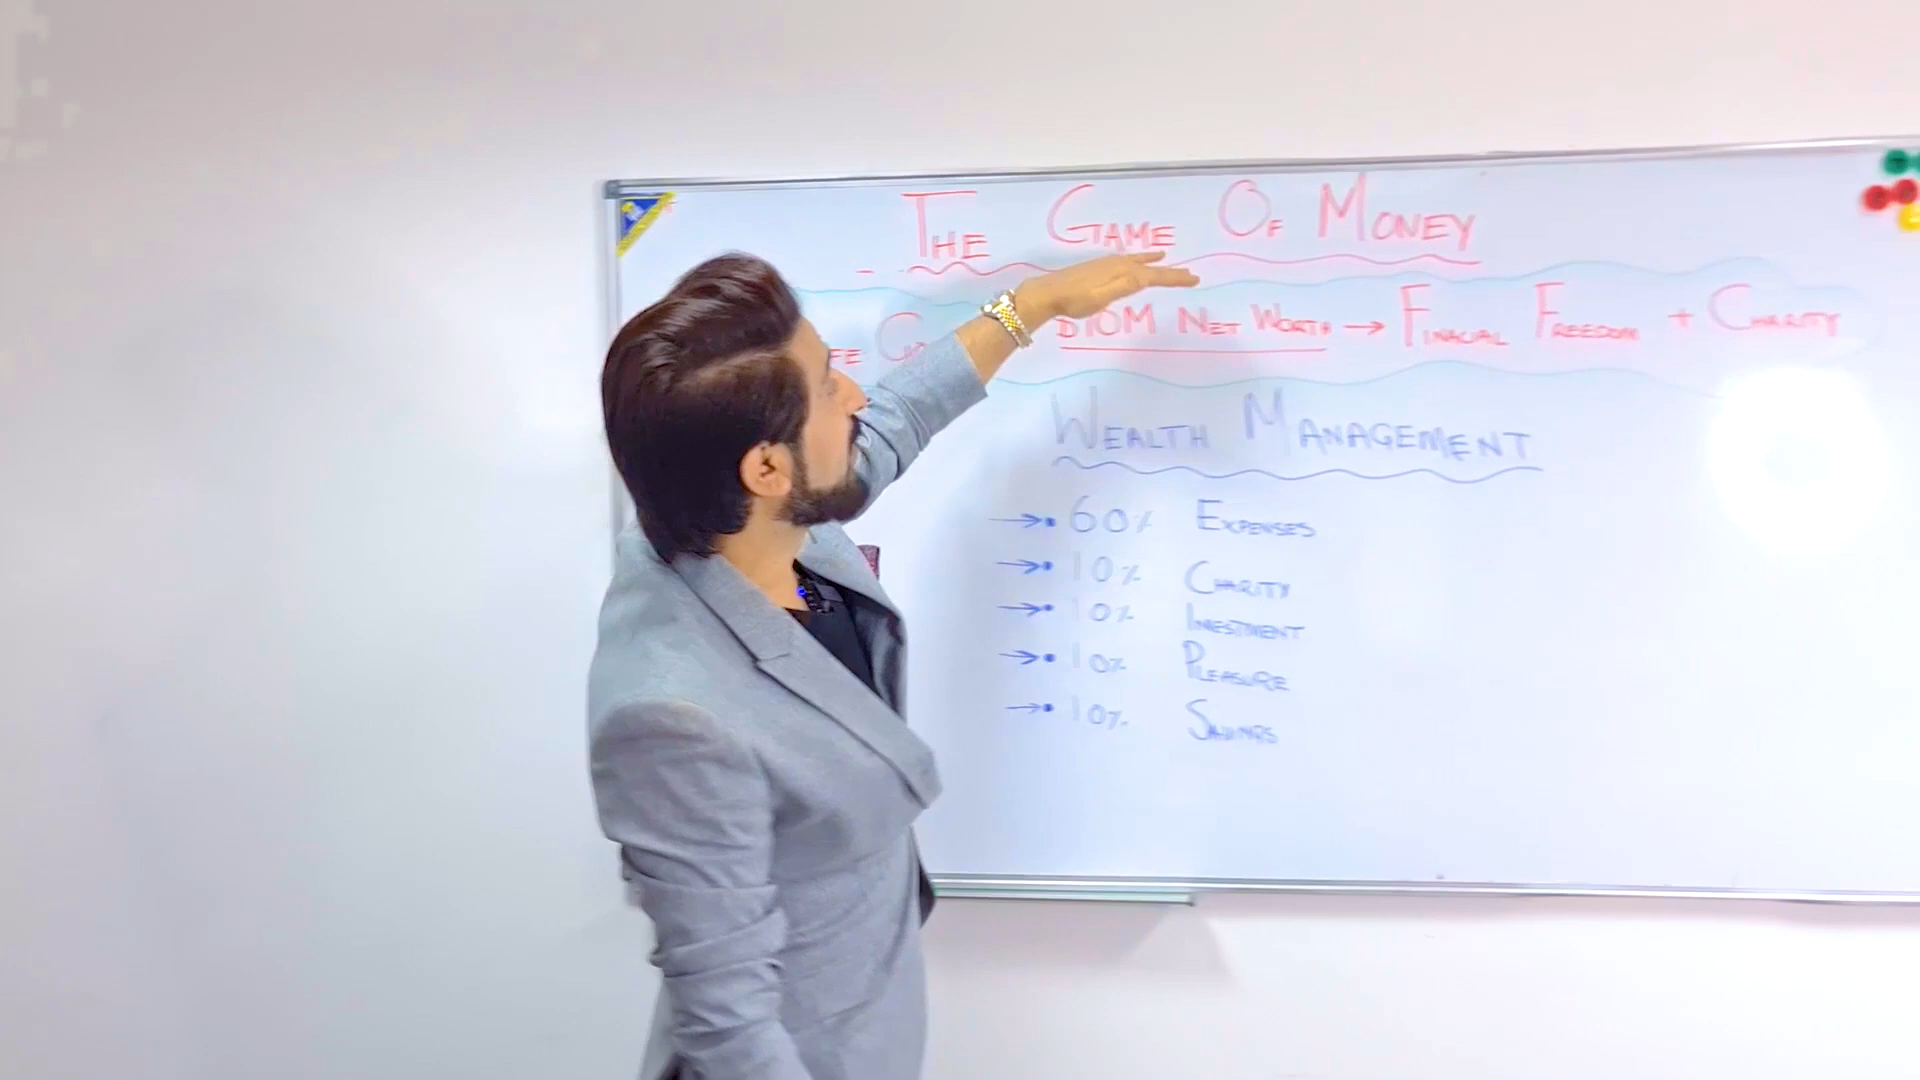 THE GAME OF MONEY
FE $10M NET WORTH → FINACIAL FREEDOM + CHARITY
WEALTH MANAGEMENT
→• 60% EXPENSES
→• 10% CHARITY
→• 10% INVESTMENT
→• 10% PLEASURE
→• 10% SAVINGS